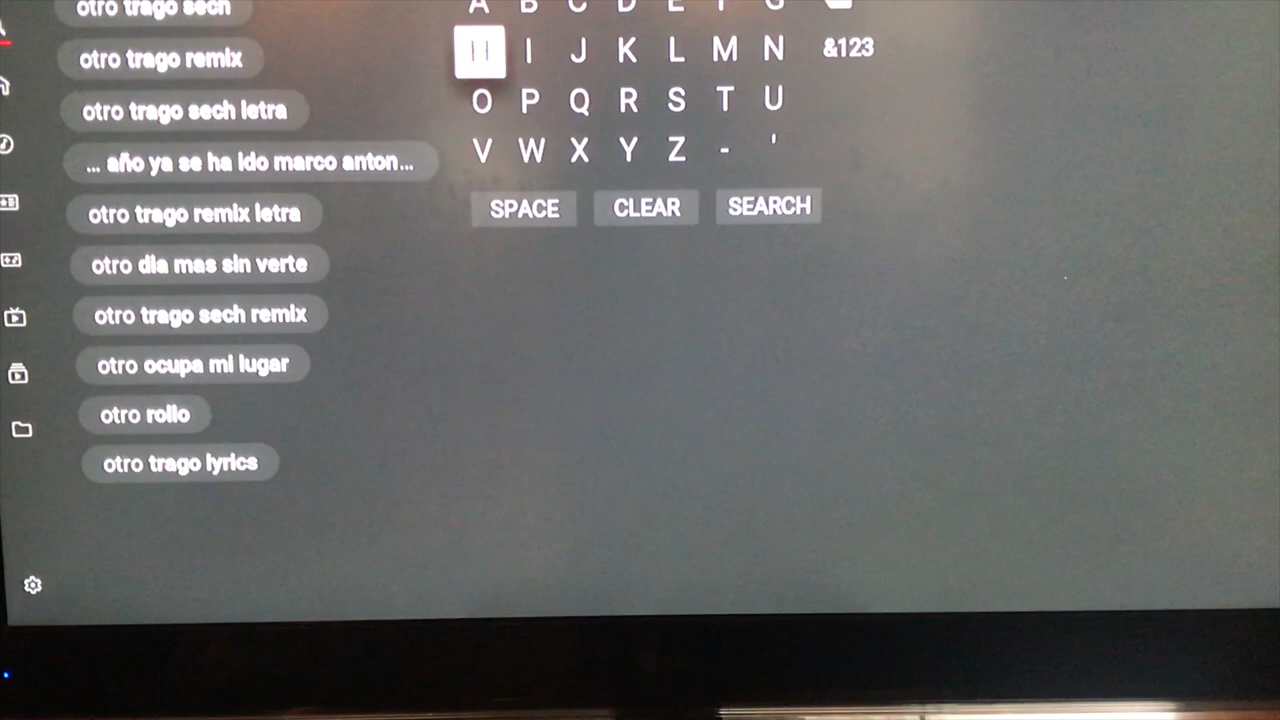 otro trago sech
otro trago remix
otro trago sech letra
... año ya se ha ido marco anton...
otro trago remix letra
otro dia mas sin verte
otro trago sech remix
otro ocupa mi lugar
otro rollo
otro trago lyrics
A B C D E F G
H I J K L M N &123
O P Q R S T U
V W X Y Z - '
SPACE CLEAR SEARCH